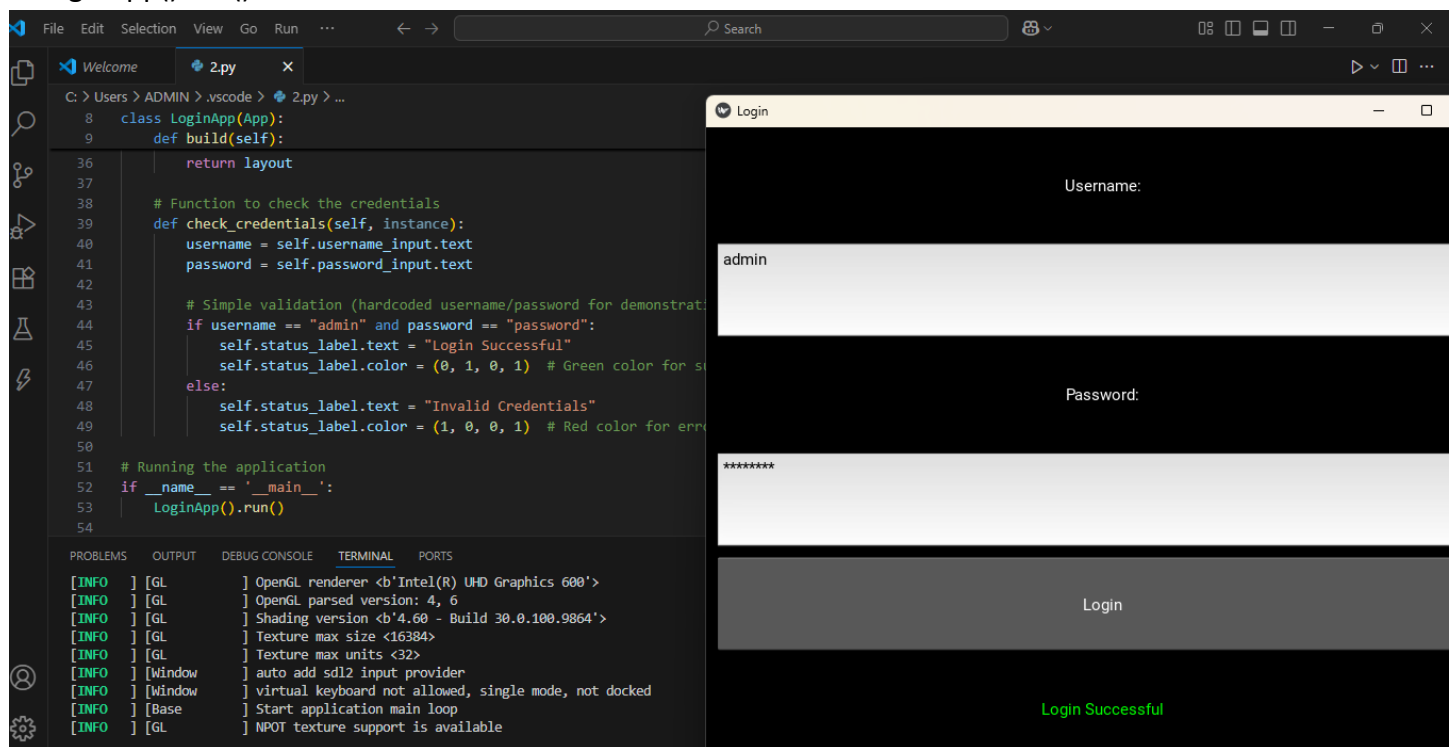 File Edit Selection View Go Run ··· ← → Search
Welcome 2.py ×
C: > Users > ADMIN > .vscode > 2.py > ...
8 class LoginApp(App):
9 def build(self):
36 return layout
37
38 # Function to check the credentials
39 def check_credentials(self, instance):
40 username = self.username_input.text
41 password = self.password_input.text
42
43 # Simple validation (hardcoded username/password for demonstrat
44 if username == "admin" and password == "password":
45 self.status_label.text = "Login Successful"
46 self.status_label.color = (0, 1, 0, 1) # Green color for su
47 else:
48 self.status_label.text = "Invalid Credentials"
49 self.status_label.color = (1, 0, 0, 1) # Red color for erro
50
51 # Running the application
52 if __name__ == '__main__':
53 LoginApp().run()
54
PROBLEMS OUTPUT DEBUG CONSOLE TERMINAL PORTS
[INFO ] [GL ] OpenGL renderer <b'Intel(R) UHD Graphics 600'>
[INFO ] [GL ] OpenGL parsed version: 4, 6
[INFO ] [GL ] Shading version <b'4.60 - Build 30.0.100.9864'>
[INFO ] [GL ] Texture max size <16384>
[INFO ] [GL ] Texture max units <32>
[INFO ] [Window ] auto add sdl2 input provider
[INFO ] [Window ] virtual keyboard not allowed, single mode, not docked
[INFO ] [Base ] Start application main loop
[INFO ] [GL ] NPOT texture support is available
Login
Username:
admin
Password:
********
Login
Login Successful